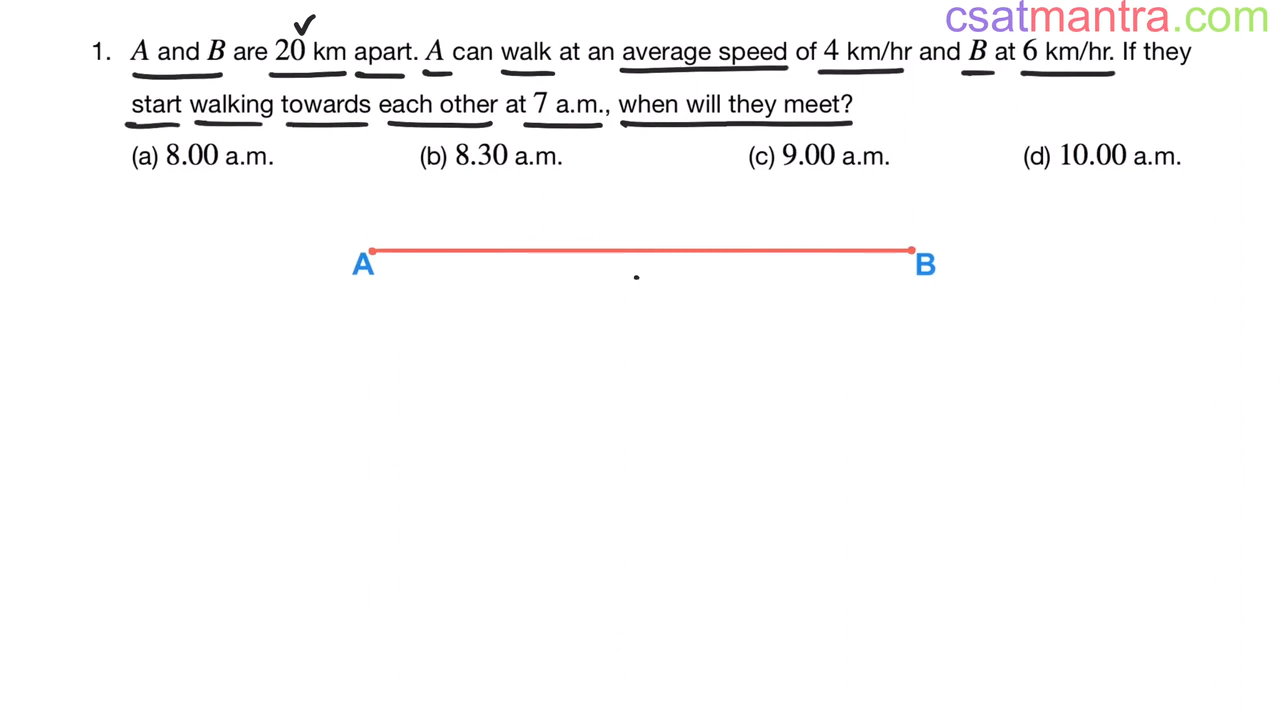 csatmantra.com
1. A and B are 20 km apart. A can walk at an average speed of 4 km/hr and B at 6 km/hr. If they
start walking towards each other at 7 a.m., when will they meet?
(a) 8.00 a.m. (b) 8.30 a.m. (c) 9.00 a.m. (d) 10.00 a.m.
A B